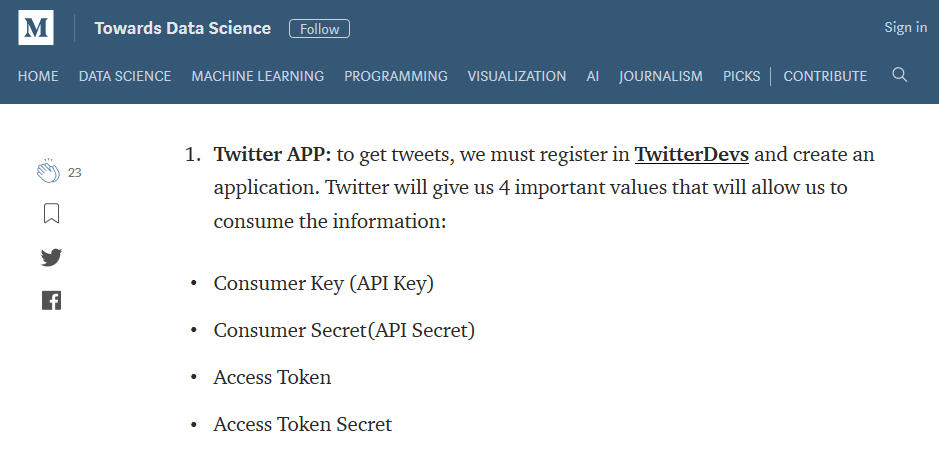 M Towards Data Science Follow Sign in
HOME DATA SCIENCE MACHINE LEARNING PROGRAMMING VISUALIZATION AI JOURNALISM PICKS CONTRIBUTE
1. Twitter APP: to get tweets, we must register in TwitterDevs and create an
23
application. Twitter will give us 4 important values that will allow us to
consume the information:
• Consumer Key (API Key)
• Consumer Secret(API Secret)
• Access Token
• Access Token Secret